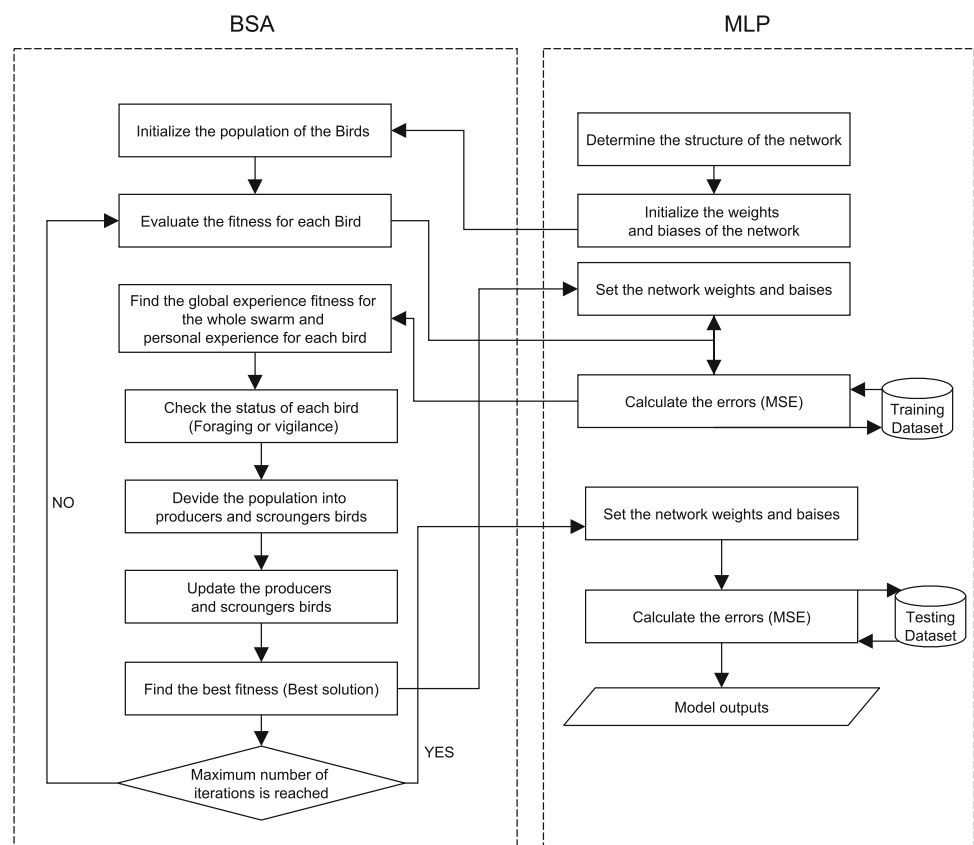 BSA
Initialize the population of the Birds
Evaluate the fitness for each Bird
Find the global experience fitness for
the whole swarm and
personal experience for each bird
Check the status of each bird
(Foraging or vigilance)
Devide the population into
producers and scroungers birds
Update the producers
and scroungers birds
Find the best fitness (Best solution)
Maximum number of
iterations is reached
NO
YES
MLP
Determine the structure of the network
Initialize the weights
and biases of the network
Set the network weights and baises
Calculate the errors (MSE)
Training
Dataset
Set the network weights and baises
Calculate the errors (MSE)
Testing
Dataset
Model outputs